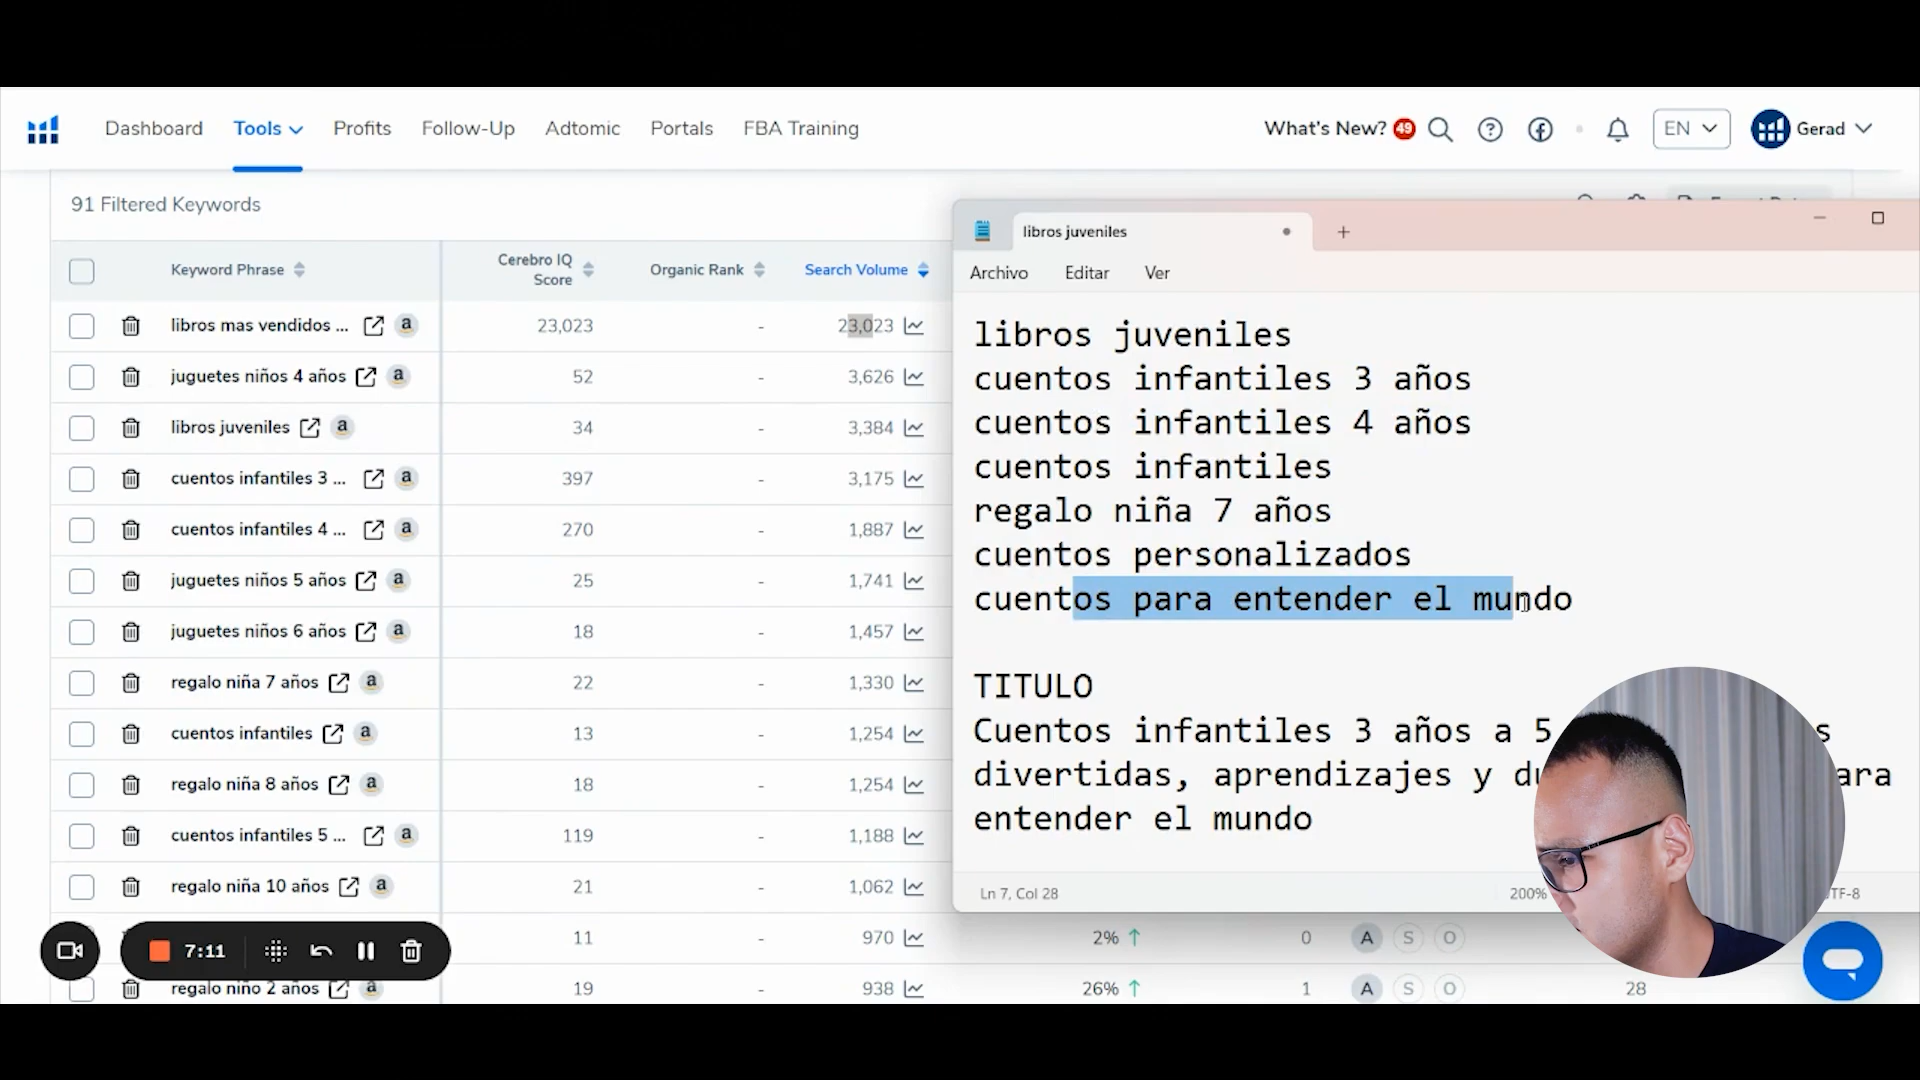 Dashboard Tools Profits Follow-Up Adtomic Portals FBA Training What's New? 49 EN Gerad
91 Filtered Keywords
Keyword Phrase Cerebro IQ Score Organic Rank Search Volume
libros mas vendidos ... a 23,023 - 23,023
juguetes niños 4 años a 52 - 3,626
libros juveniles a 34 - 3,384
cuentos infantiles 3 ... a 397 - 3,175
cuentos infantiles 4 ... a 270 - 1,887
juguetes niños 5 años a 25 - 1,741
juguetes niños 6 años a 18 - 1,457
regalo niña 7 años a 22 - 1,330
cuentos infantiles a 13 - 1,254
regalo niña 8 años a 18 - 1,254
cuentos infantiles 5 ... a 119 - 1,188
regalo niña 10 años a 21 - 1,062
11 - 970 2% 0 A S O
regalo niño 2 años a 19 - 938 26% 1 A S O 28
7:11
libros juveniles
Archivo Editar Ver
libros juveniles
cuentos infantiles 3 años
cuentos infantiles 4 años
cuentos infantiles
regalo niña 7 años
cuentos personalizados
cuentos para entender el mundo
TITULO
Cuentos infantiles 3 años a 5
divertidas, aprendizajes y
entender el mundo
Ln 7, Col 28 200%